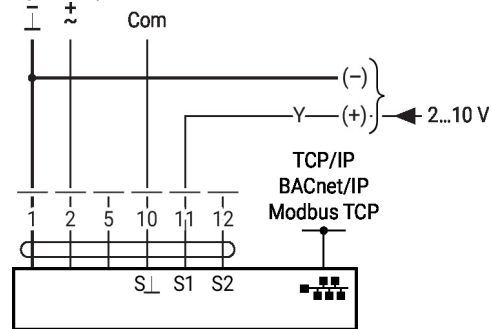 – +
⊥ ~ Com
(–)
Y (+) 2...10 V
TCP/IP
BACnet/IP
Modbus TCP
1 2 5 10 11 12
S⊥ S1 S2